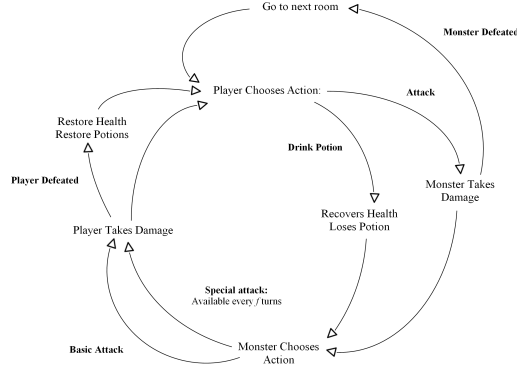 Go to next room
Monster Defeated
Player Chooses Action:
Attack
Restore Health
Restore Potions
Drink Potion
Player Defeated
Monster Takes
Damage
Recovers Health
Loses Potion
Player Takes Damage
Special attack:
Available every f turns
Monster Chooses
Action
Basic Attack